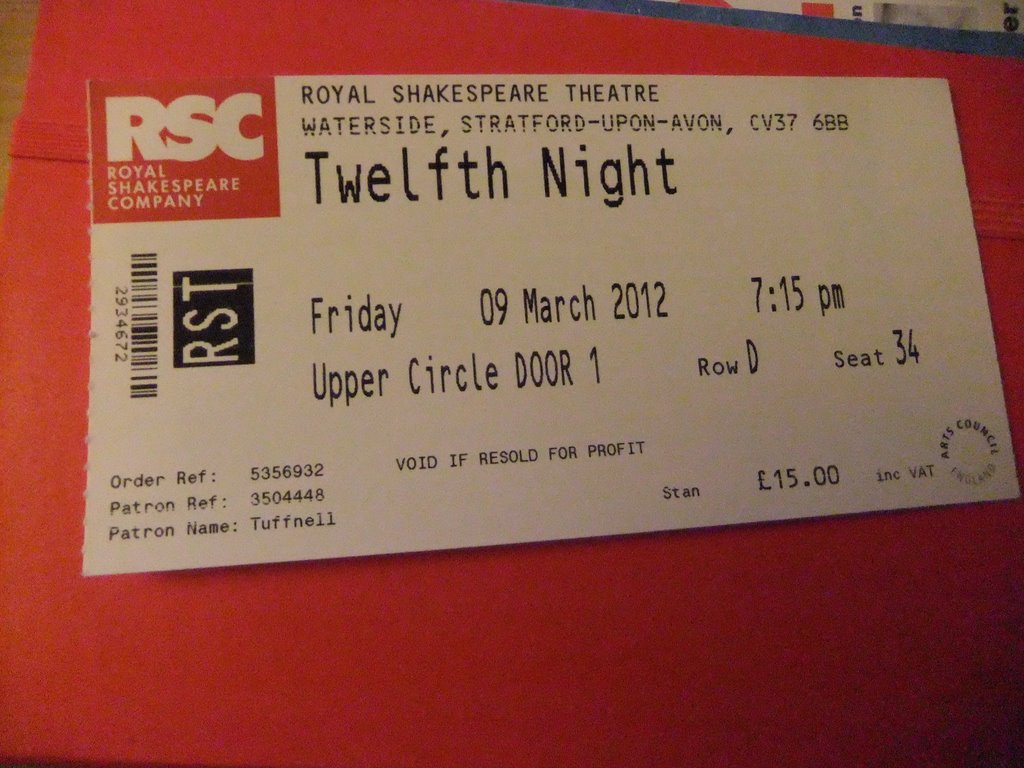 RSC
ROYAL
SHAKESPEARE
COMPANY
ROYAL SHAKESPEARE THEATRE
WATERSIDE, STRATFORD-UPON-AVON, CV37 6BB
Twelfth Night
2934672
RST
Friday 09 March 2012 7:15 pm
Upper Circle DOOR 1 Row D Seat 34
Order Ref: 5356932
Patron Ref: 3504448
Patron Name: Tuffnell
VOID IF RESOLD FOR PROFIT
Stan £15.00 inc VAT
ARTS COUNCIL
ENGLAND
n
er